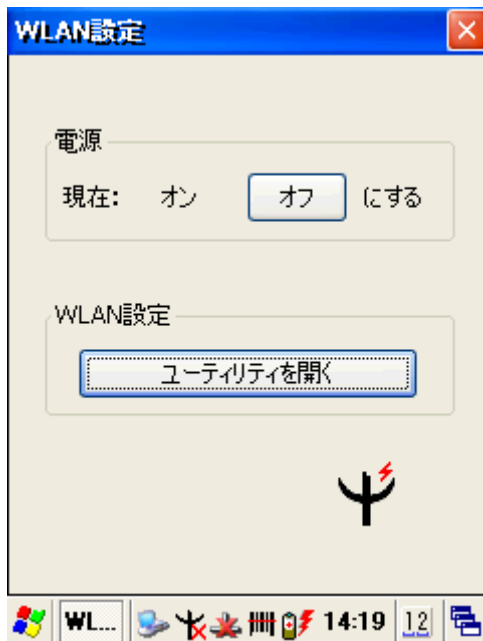 WLAN設定
電源
現在: オン オフ にする
WLAN設定
ユーティリティを開く
WL... 14:19 12